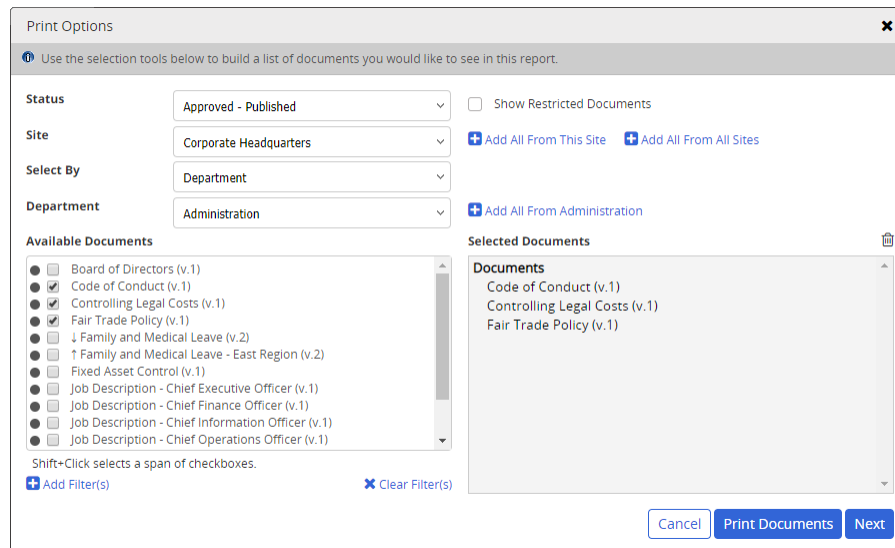 Print Options
Use the selection tools below to build a list of documents you would like to see in this report.
Status
Approved - Published
Show Restricted Documents
Site
Corporate Headquarters
Add All From This Site
Add All From All Sites
Select By
Department
Department
Administration
Add All From Administration
Available Documents
Board of Directors (v.1)
Code of Conduct (v.1)
Controlling Legal Costs (v.1)
Fair Trade Policy (v.1)
↓ Family and Medical Leave (v.2)
↑ Family and Medical Leave - East Region (v.2)
Fixed Asset Control (v.1)
Job Description - Chief Executive Officer (v.1)
Job Description - Chief Finance Officer (v.1)
Job Description - Chief Information Officer (v.1)
Job Description - Chief Operations Officer (v.1)
Shift+Click selects a span of checkboxes.
Add Filter(s)
Clear Filter(s)
Selected Documents
Documents
Code of Conduct (v.1)
Controlling Legal Costs (v.1)
Fair Trade Policy (v.1)
Cancel
Print Documents
Next